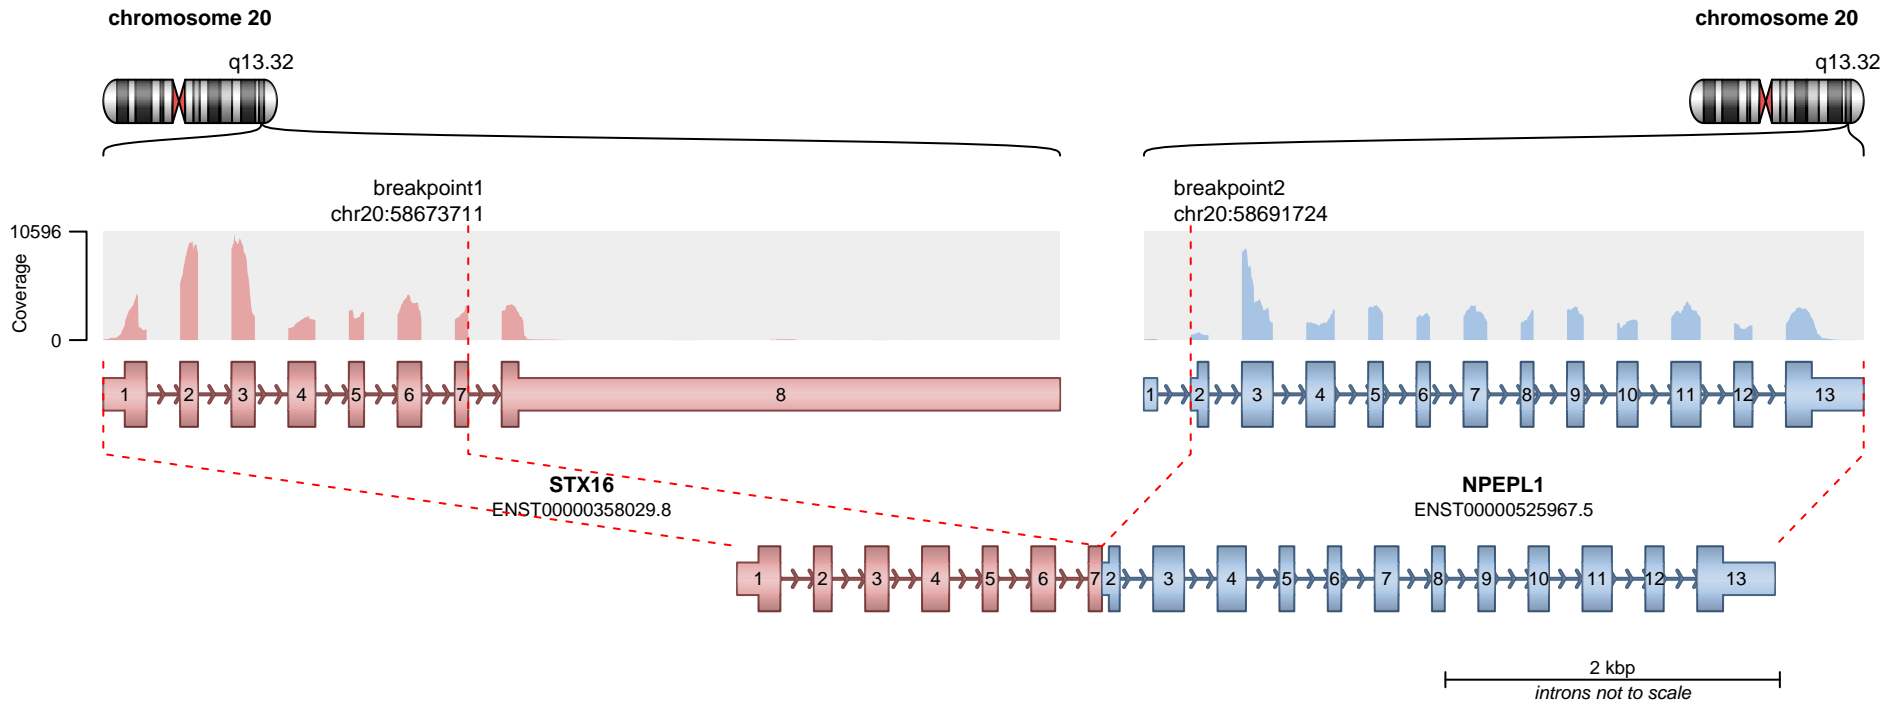 chromosome 20
chromosome 20
q13.32
q13.32
breakpoint1
chr20:58673711
breakpoint2
chr20:58691724
10596
Coverage
0
1 2 3 4 5 6 7 8
1 2 3 4 5 6 7 8 9 10 11 12 13
STX16
ENST00000358029.8
NPEPL1
ENST00000525967.5
1 2 3 4 5 6 7 2 3 4 5 6 7 8 9 10 11 12 13
2 kbp
introns not to scale